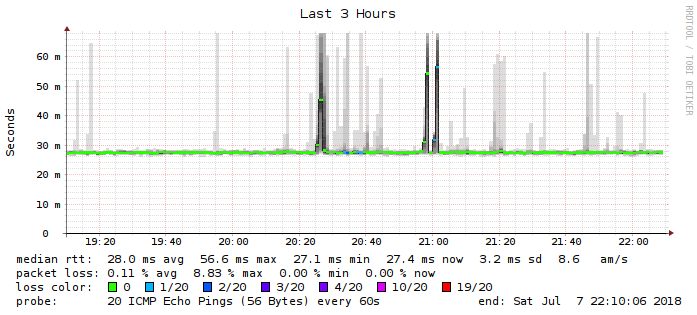 Last 3 Hours
RRDTOOL / TOBI OETIKER
Seconds
60 m
50 m
40 m
30 m
20 m
10 m
0
19:20 19:40 20:00 20:20 20:40 21:00 21:20 21:40 22:00
median rtt: 28.0 ms avg 56.6 ms max 27.1 ms min 27.4 ms now 3.2 ms sd 8.6 am/s
packet loss: 0.11 % avg 8.83 % max 0.00 % min 0.00 % now
loss color: 0 1/20 2/20 3/20 4/20 10/20 19/20
probe: 20 ICMP Echo Pings (56 Bytes) every 60s end: Sat Jul 7 22:10:06 2018